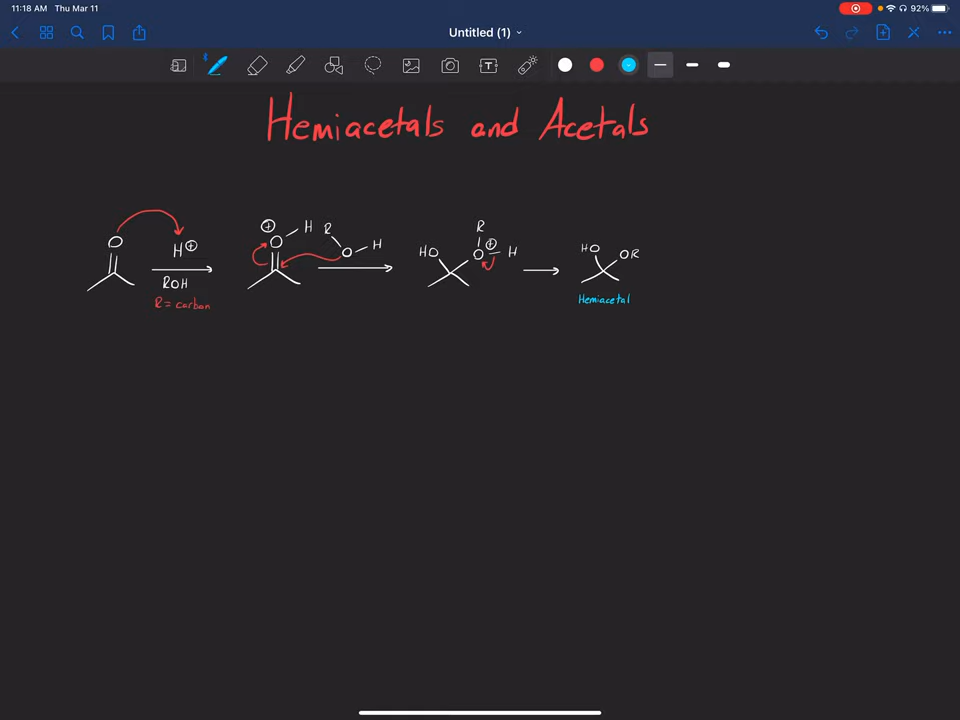 11:18 AM Thu Mar 11
92%
Untitled (1)
T
Hemiacetals and Acetals
O H⊕ ROH R = carbon
⊕ O H R O H
HO R O ⊕ H
HO OR
Hemiacetal